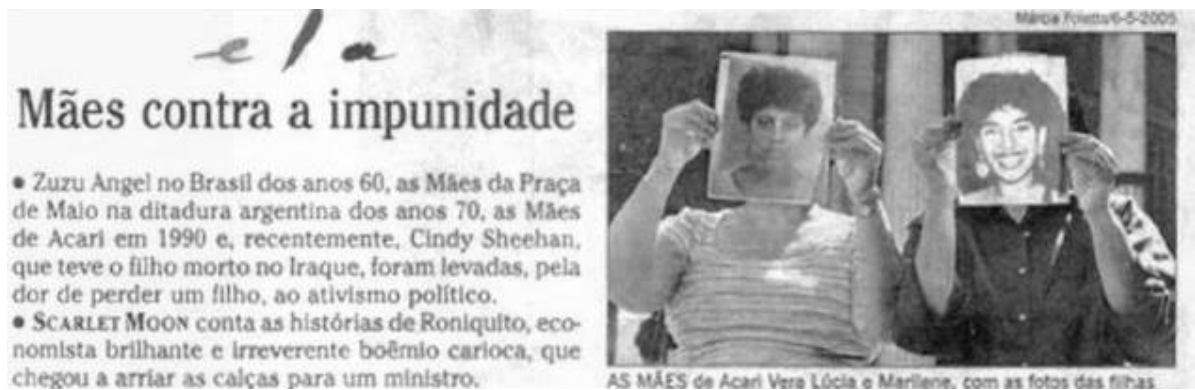 ela
Mães contra a impunidade
• Zuzu Angel no Brasil dos anos 60, as Mães da Praça
de Maio na ditadura argentina dos anos 70, as Mães
de Acari em 1990 e, recentemente, Cindy Sheehan,
que teve o filho morto no Iraque, foram levadas, pela
dor de perder um filho, ao ativismo político.
• SCARLET MOON conta as histórias de Roniquito, eco-
nomista brilhante e irreverente boêmio carioca, que
chegou a arriar as calças para um ministro.
Márcia Foletto/6-5-2005
AS MÃES de Acari Vera Lúcia e Marilene, com as fotos das filhas